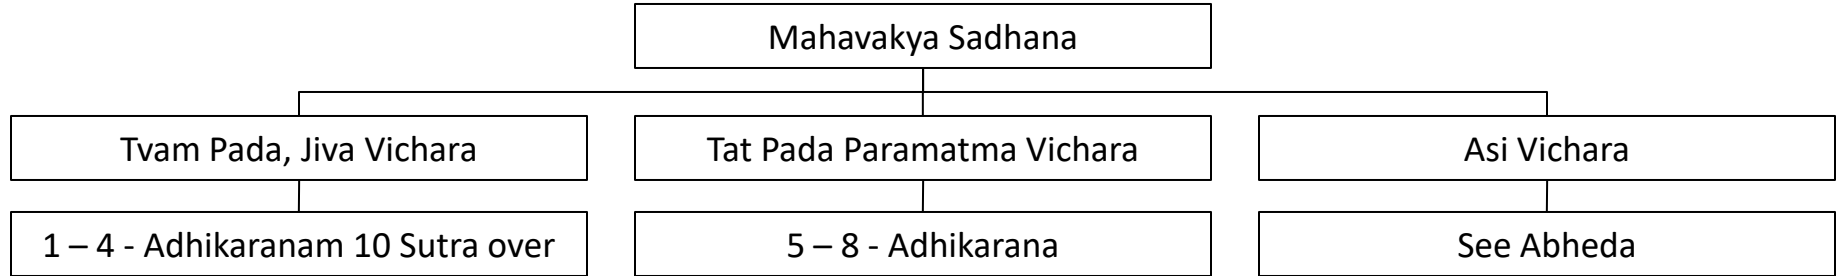 Mahavakya Sadhana
Tvam Pada, Jiva Vichara
Tat Pada Paramatma Vichara
Asi Vichara
1 – 4 - Adhikaranam 10 Sutra over
5 – 8 - Adhikarana
See Abheda